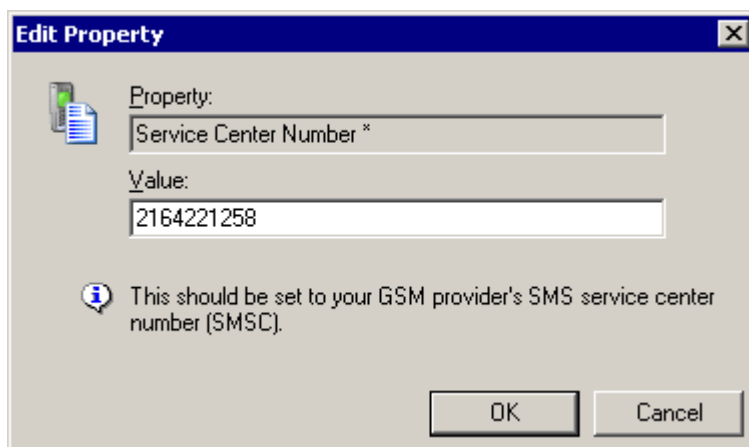 Edit Property
Property:
Service Center Number *
Value:
2164221258
This should be set to your GSM provider's SMS service center
number (SMSC).
OK
Cancel